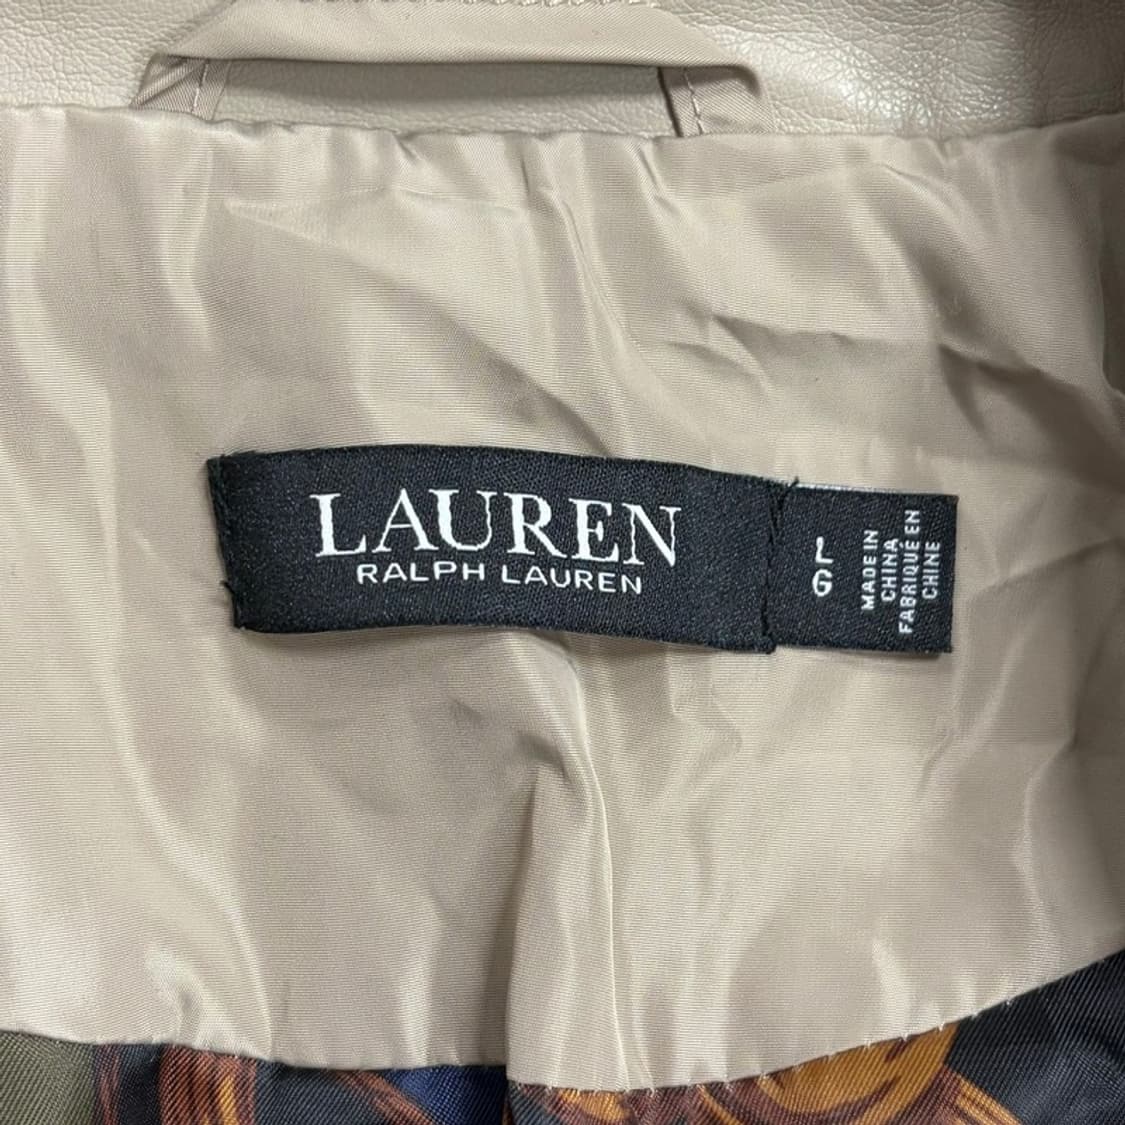 LAUREN
RALPH LAUREN
L
G
MADE IN
CHINA
FABRIQUÉ EN
CHINE